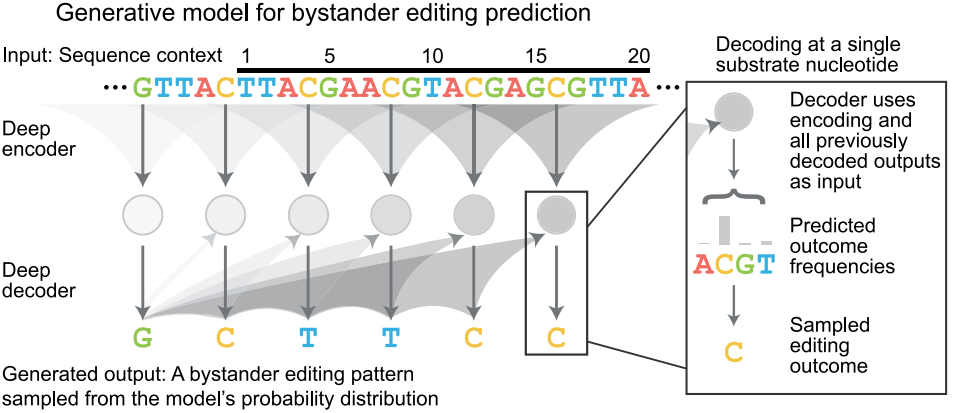 Generative model for bystander editing prediction
Input: Sequence context 1 5 10 15 20
··· GTTACTTACGAACGTACGAGCGTTA ···
Deep
encoder
Deep
decoder
G C T T C C
Generated output: A bystander editing pattern
sampled from the model's probability distribution
Decoding at a single
substrate nucleotide
Decoder uses
encoding and
all previously
decoded outputs
as input
Predicted
outcome
frequencies
ACGT
Sampled
editing
outcome
C